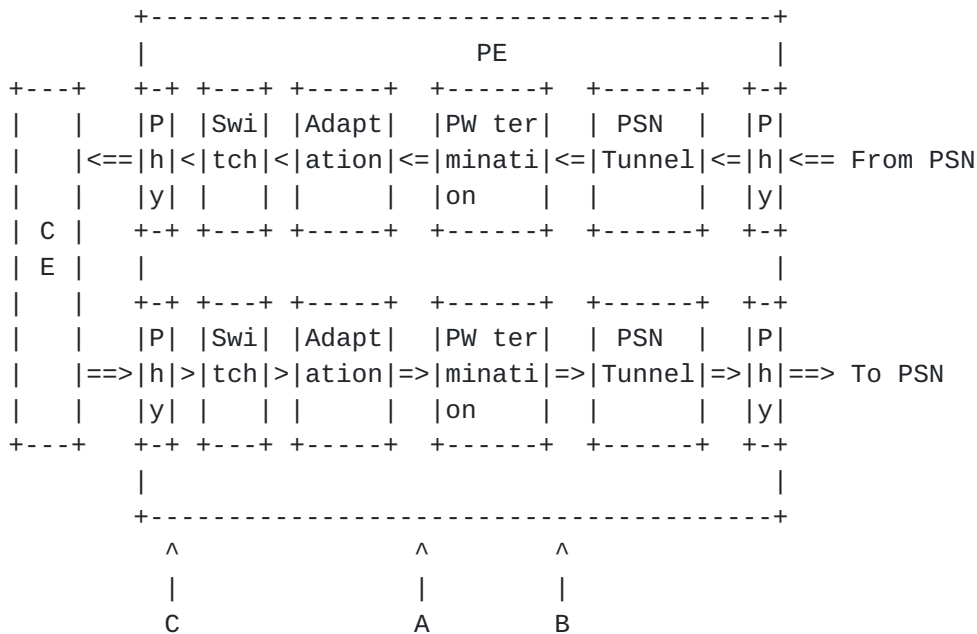 +-----------------------------------------+
        |                     PE                  |
+---+   +-+ +---+ +-----+  +------+  +------+  +-+
|   |   |P| |Swi| |Adapt|  |PW ter|  | PSN  |  |P|
|   |<==|h|<|tch|<|ation|<=|minati|<=|Tunnel|<=|h|<== From PSN
|   |   |y| |   | |     |  |on    |  |      |  |y|
| C |   +-+ +---+ +-----+  +------+  +------+  +-+
| E |   |                                         |
|   |   +-+ +---+ +-----+  +------+  +------+  +-+
|   |   |P| |Swi| |Adapt|  |PW ter|  | PSN  |  |P|
|   |==>|h|>|tch|>|ation|=>|minati|=>|Tunnel|=>|h|==> To PSN
|   |   |y| |   | |     |  |on    |  |      |  |y|
+---+   +-+ +---+ +-----+  +------+  +------+  +-+
        |                                         |
        +-----------------------------------------+
          ^               ^        ^
          |               |        |
          C               A        B